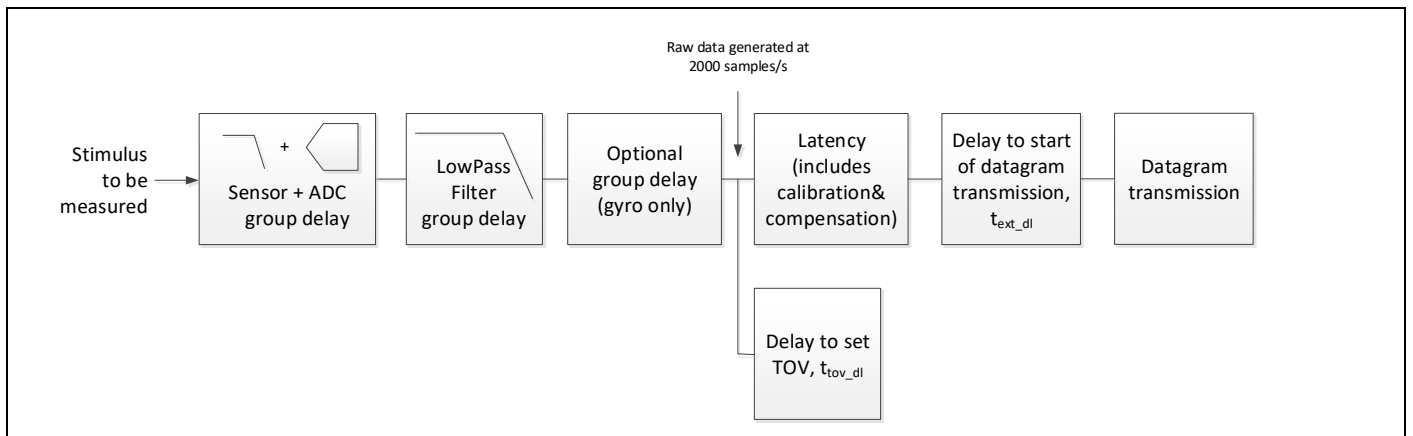 Raw data generated at
2000 samples/s
Stimulus
to be
measured
+
Sensor + ADC
group delay
LowPass
Filter
group delay
Optional
group delay
(gyro only)
Latency
(includes
calibration&
compensation)
Delay to start
of datagram
transmission,
t_ext_dl
Datagram
transmission
Delay to set
TOV, t_tov_dl